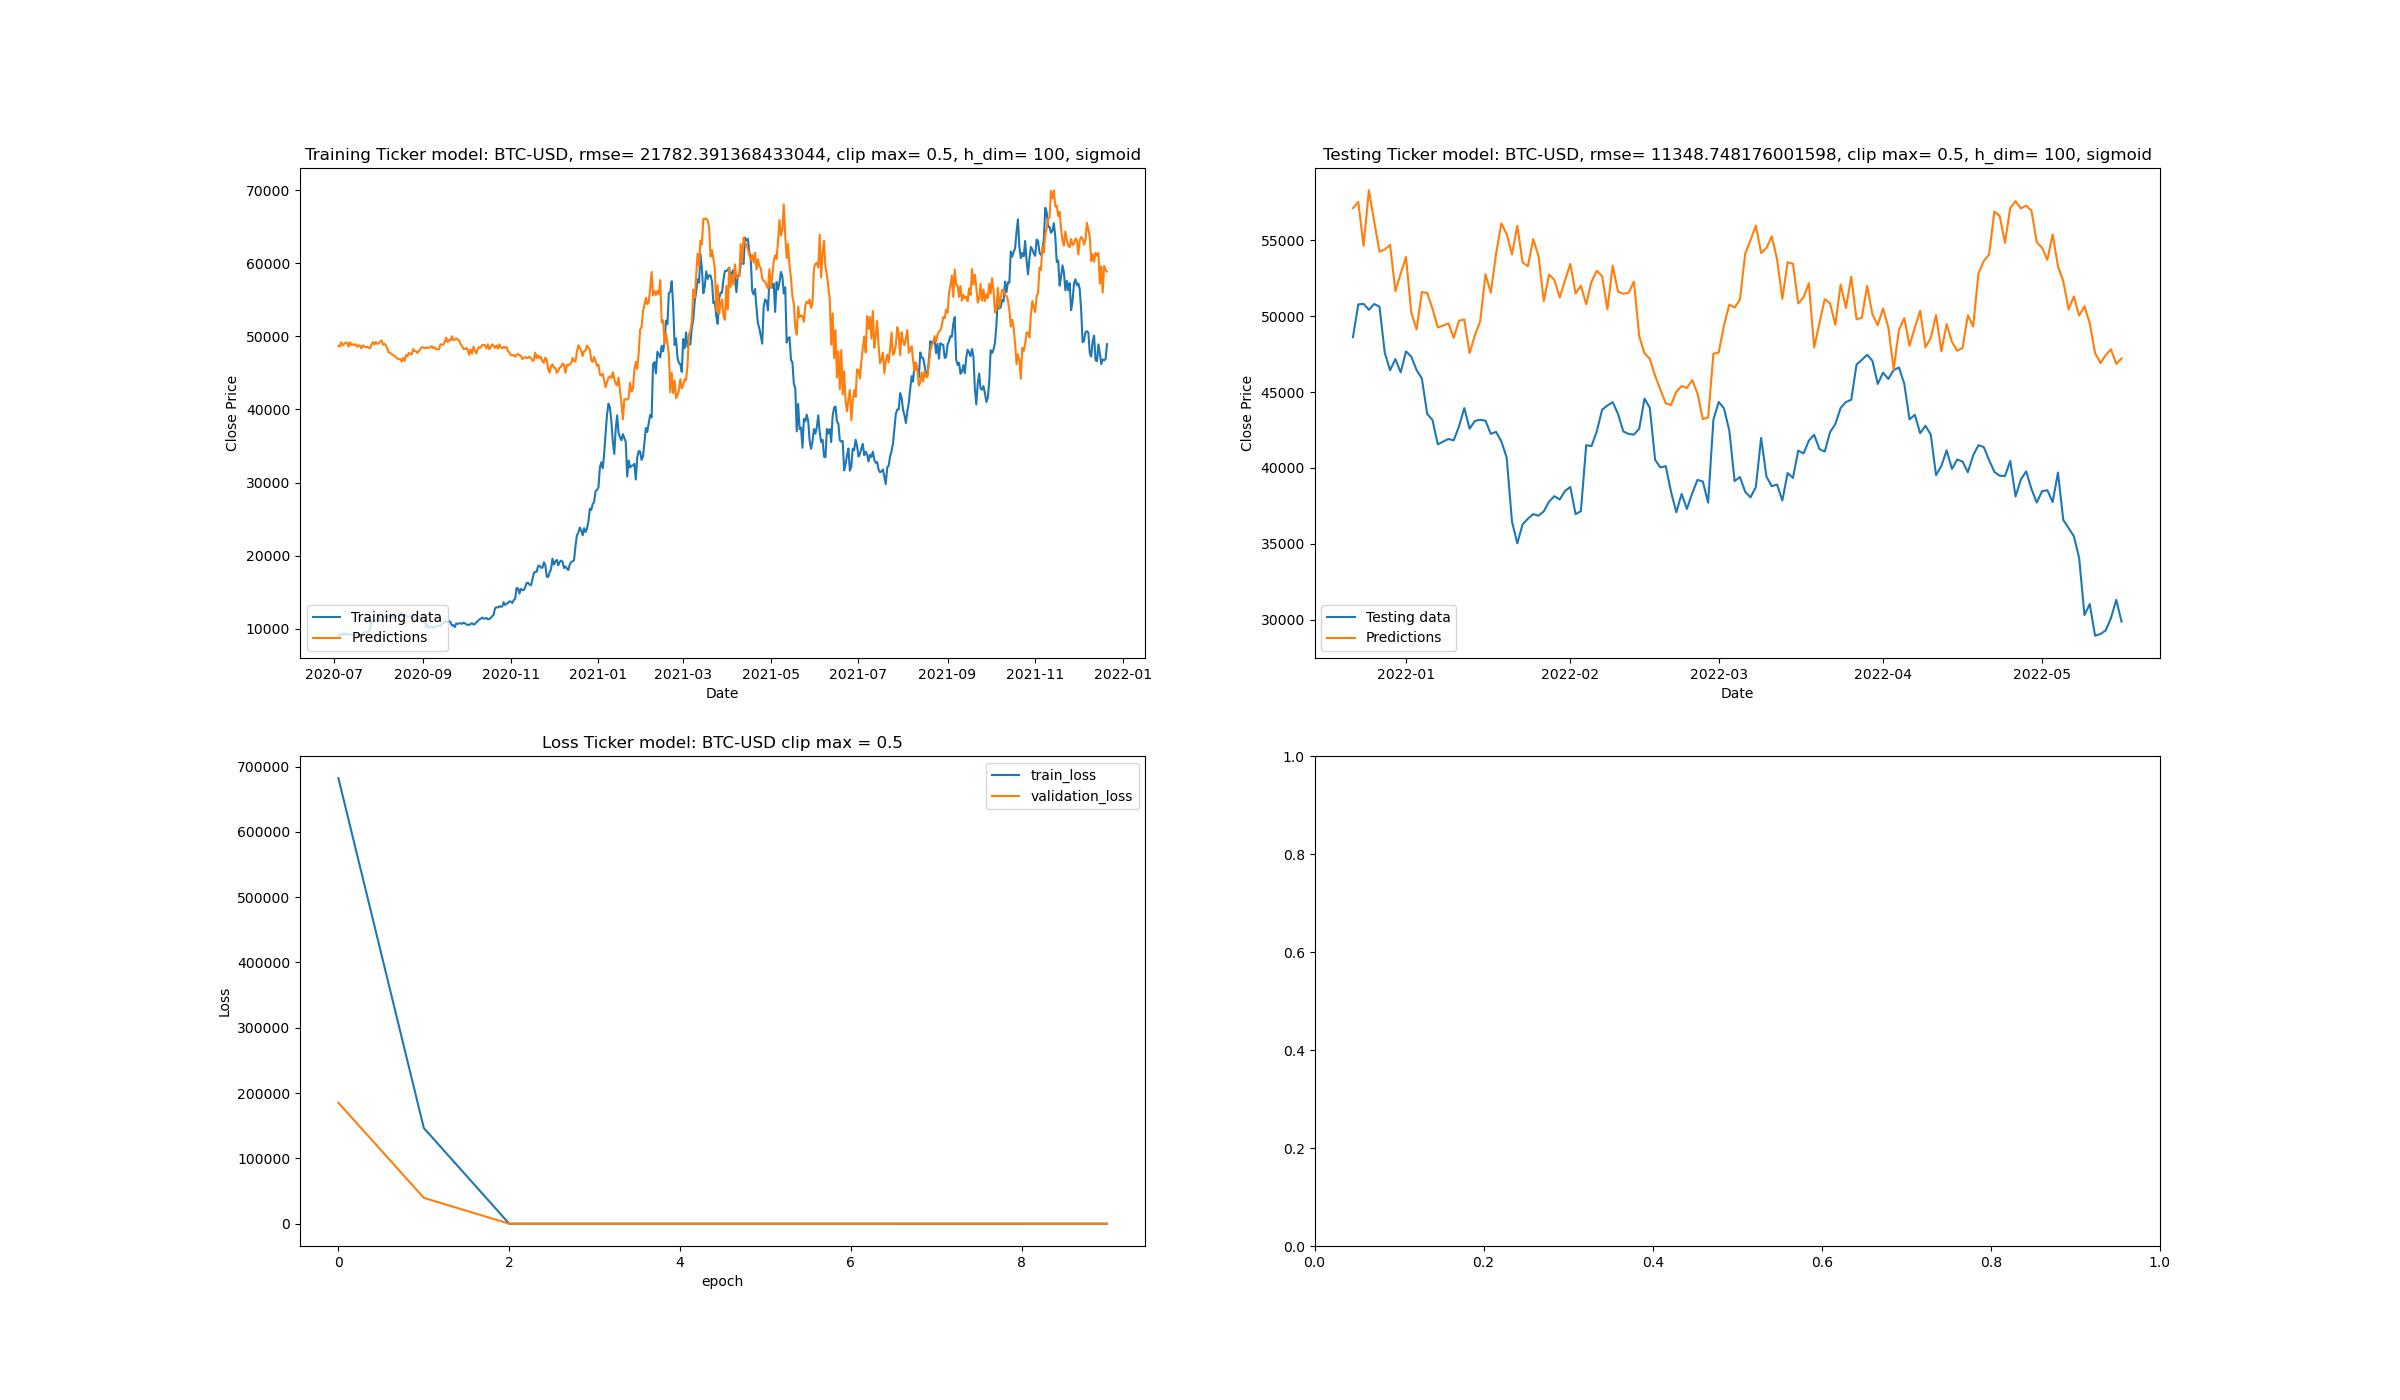 Training Ticker model: BTC-USD, rmse= 21782.391368433044, clip max= 0.5, h_dim= 100, sigmoid
70000
60000
50000
40000
30000
20000
10000
Close Price
Training data
Predictions
2020-07 2020-09 2020-11 2021-01 2021-03 2021-05 2021-07 2021-09 2021-11 2022-01
Date
Testing Ticker model: BTC-USD, rmse= 11348.748176001598, clip max= 0.5, h_dim= 100, sigmoid
55000
50000
45000
40000
35000
30000
Close Price
Testing data
Predictions
2022-01 2022-02 2022-03 2022-04 2022-05
Date
Loss Ticker model: BTC-USD clip max = 0.5
700000
600000
500000
400000
300000
200000
100000
0
Loss
train_loss
validation_loss
0 2 4 6 8
epoch
1.0
0.8
0.6
0.4
0.2
0.0
0.0 0.2 0.4 0.6 0.8 1.0